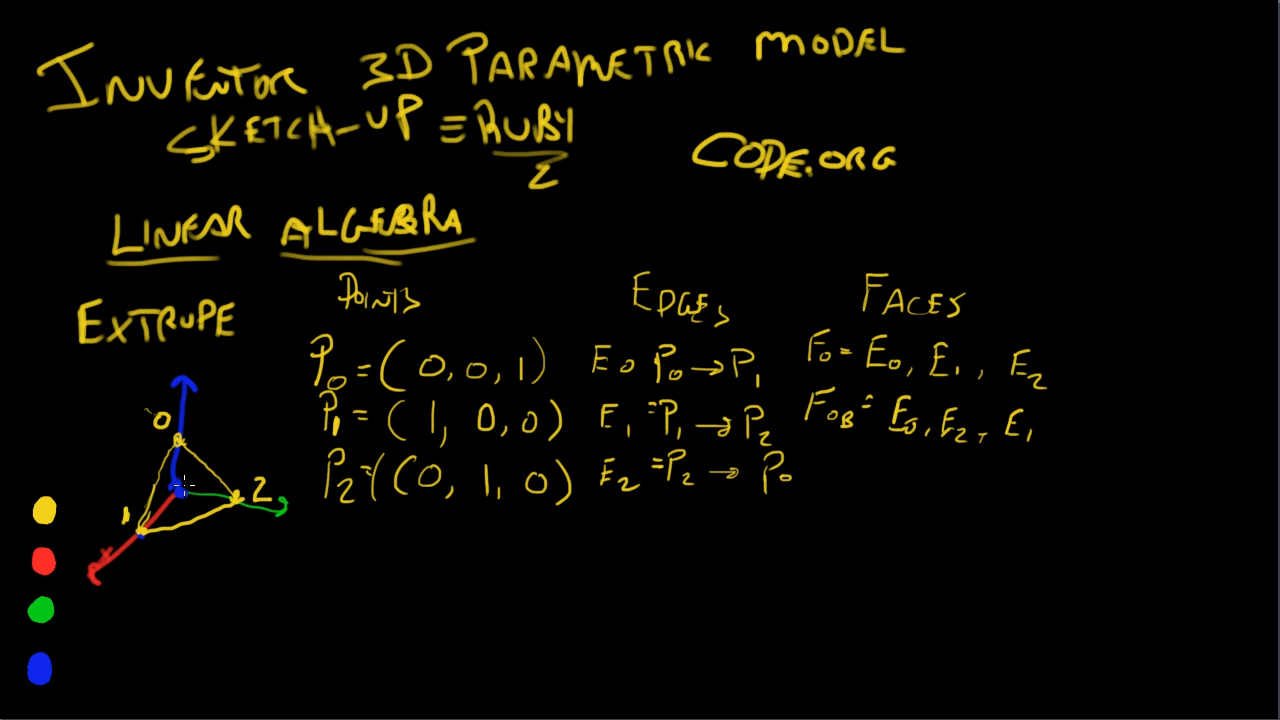 INVENTOR 3D PARAMETRIC MODEL
SKETCH-UP ≡ RUBY
2
CODE.ORG
LINEAR ALGEBRA
EXTRUDE
POINTS EDGES FACES
P0 = (0, 0, 1) E0 P0 → P1 F0 = E0, E1, E2
P1 = (1, 0, 0) E1 = P1 → P2 F0B = E0, E2, E1
P2 = ((0, 1, 0) E2 = P2 → P0
0
1
2
x